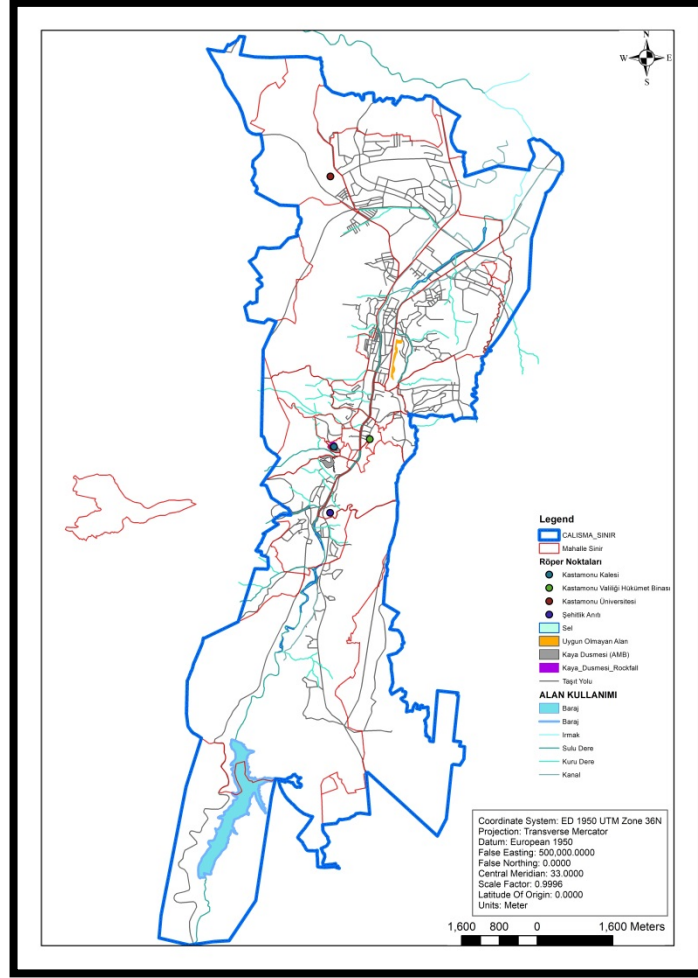 N
W E
S
Legend
CALISMA_SINIR
Mahalle Sinir
Röper Noktaları
Kastamonu Kalesi
Kastamonu Valiliği Hükümet Binası
Kastamonu Üniversitesi
Şehitlik Anıtı
Sel
Uygun Olmayan Alan
Kaya Dusmesi (AMB)
Kaya_Dusmesi_Rockfall
Taşıt Yolu
ALAN KULLANIMI
Baraj
Baraj
Irmak
Sulu Dere
Kuru Dere
Kanal
Coordinate System: ED 1950 UTM Zone 36N
Projection: Transverse Mercator
Datum: European 1950
False Easting: 500,000.0000
False Northing: 0.0000
Central Meridian: 33.0000
Scale Factor: 0.9996
Latitude Of Origin: 0.0000
Units: Meter
1,600 800 0 1,600 Meters